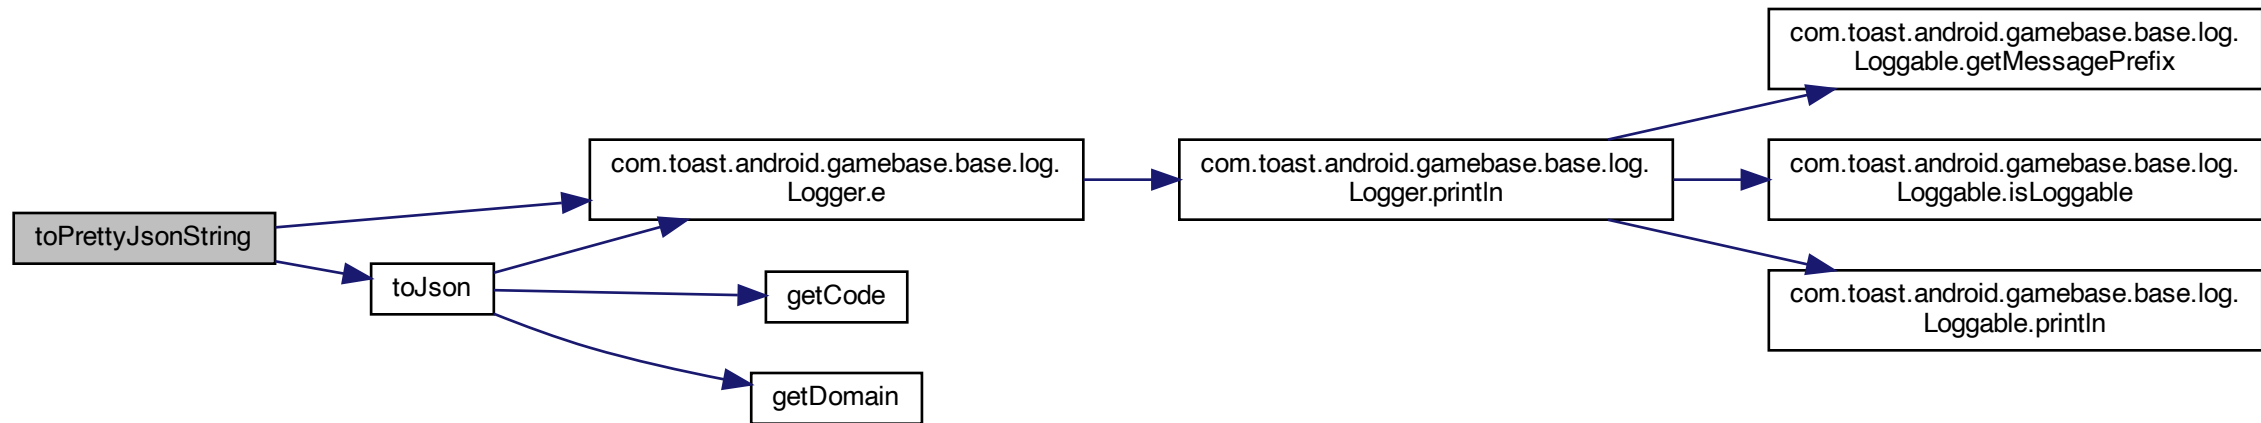 toPrettyJsonString
toJson
com.toast.android.gamebase.base.log.
Logger.e
getCode
getDomain
com.toast.android.gamebase.base.log.
Logger.println
com.toast.android.gamebase.base.log.
Loggable.getMessagePrefix
com.toast.android.gamebase.base.log.
Loggable.isLoggable
com.toast.android.gamebase.base.log.
Loggable.println